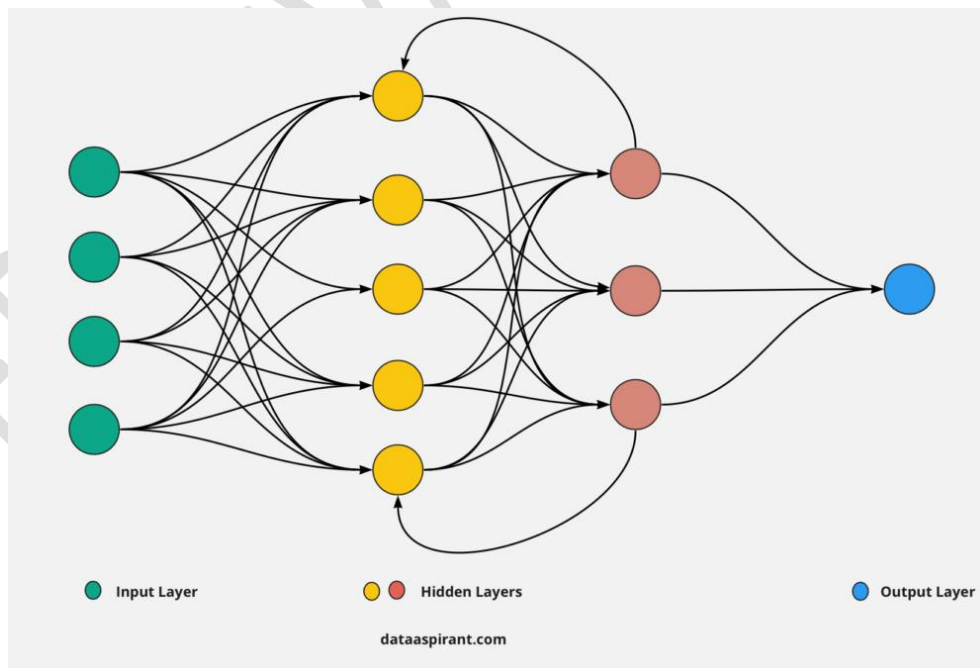 Input Layer
Hidden Layers
Output Layer
dataaspirant.com